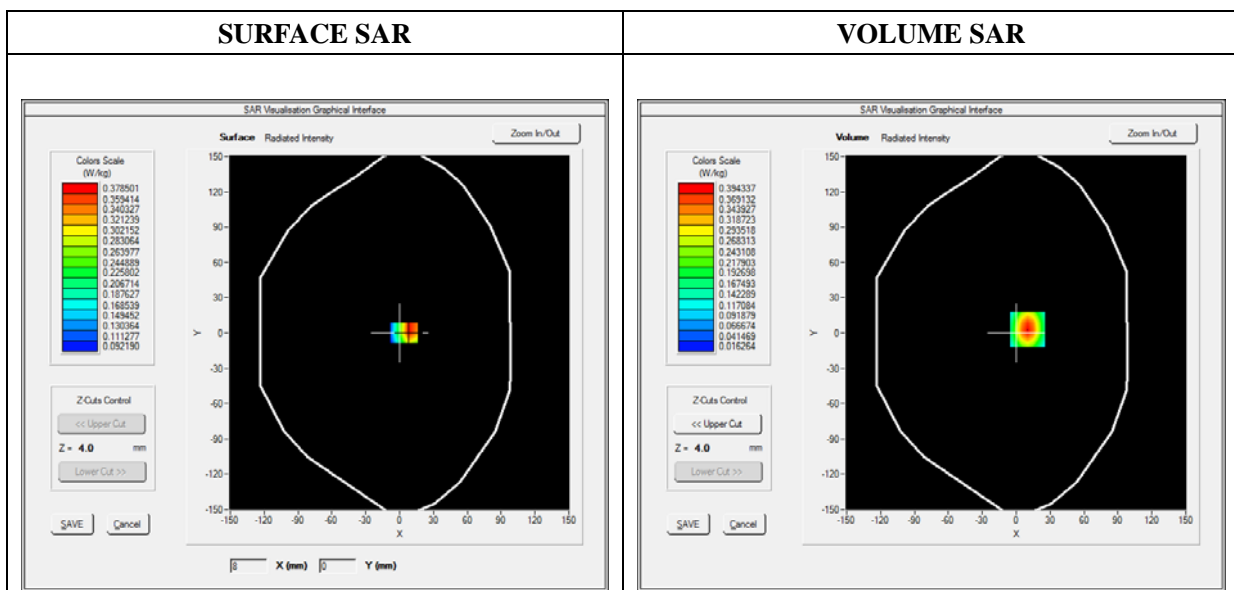 SURFACE SAR
VOLUME SAR
SAR Visualisation Graphical Interface
Surface Radiated Intensity
Zoom In/Out
Colors Scale
(W/kg)
0.378501
0.359414
0.340327
0.321239
0.302152
0.283064
0.263977
0.244889
0.225802
0.206714
0.187627
0.168539
0.149452
0.130364
0.111277
0.092190
150
120
90
60
30
0
-30
-60
-90
-120
-150
Y
-150 -120 -90 -60 -30 0 30 60 90 120 150
X
Z-Cuts Control
<< Upper Cut
Z = 4.0 mm
Lower Cut >>
SAVE Cancel
8 X (mm) 0 Y (mm)
SAR Visualisation Graphical Interface
Volume Radiated Intensity
Zoom In/Out
Colors Scale
(W/kg)
0.394337
0.369132
0.343927
0.318723
0.293518
0.268313
0.243108
0.217903
0.192698
0.167493
0.142289
0.117084
0.091879
0.066674
0.041469
0.016264
150
120
90
60
30
0
-30
-60
-90
-120
-150
Y
-150 -120 -90 -60 -30 0 30 60 90 120 150
X
Z-Cuts Control
<< Upper Cut
Z = 4.0 mm
Lower Cut >>
SAVE Cancel